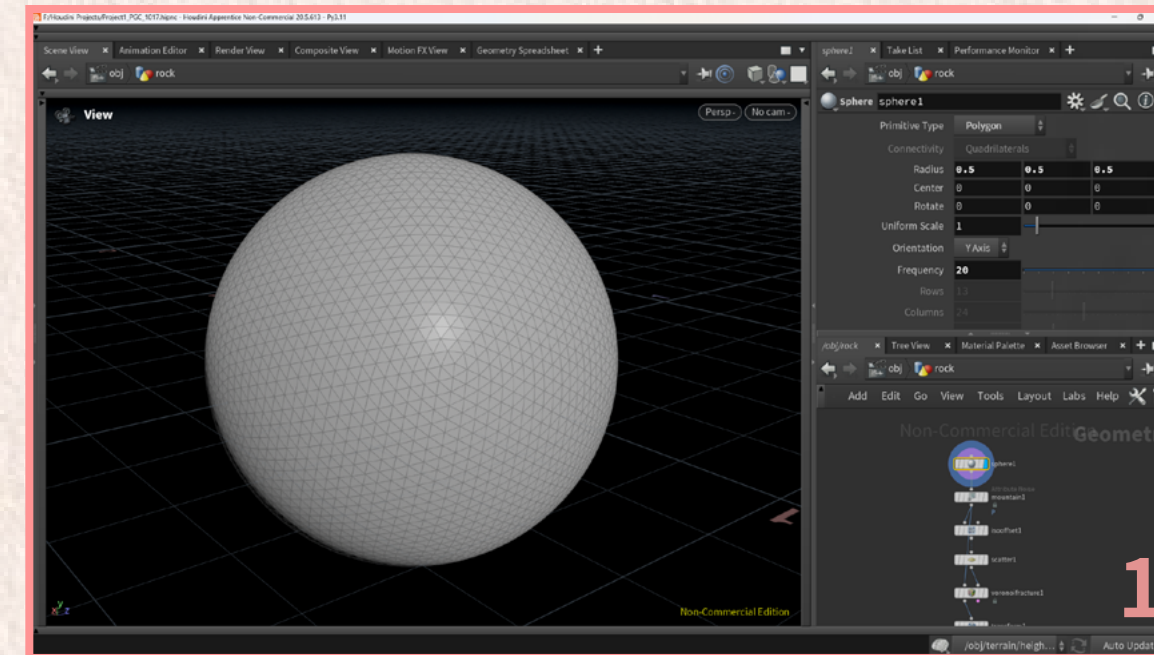 F:/Houdini Projects/Project1_PGC_1017.hipnc - Houdini Apprentice Non-Commercial 20.5.613 - Py3.11
Scene View Animation Editor Render View Composite View Motion FX View Geometry Spreadsheet
obj rock
View
Persp No cam
Non-Commercial Edition
y
x z
sphere1 Take List Performance Monitor
obj rock
Sphere sphere1
Primitive Type Polygon
Connectivity Quadrilaterals
Radius 0.5 0.5 0.5
Center 0 0 0
Rotate 0 0 0
Uniform Scale 1
Orientation Y Axis
Frequency 20
Rows 13
Columns 24
/obj/rock Tree View Material Palette Asset Browser
obj rock
Add Edit Go View Tools Layout Labs Help
Non-Commercial Edit Geomet
sphere1
mountain1
scatter1
voronoifracture1
1
/obj/terrain/heigh... Auto Updat